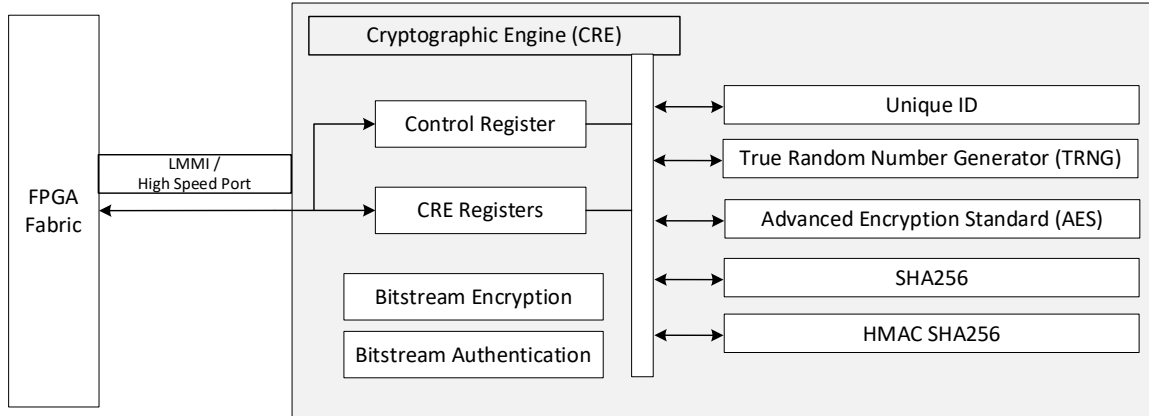 Cryptographic Engine (CRE)
Control Register
CRE Registers
Bitstream Encryption
Bitstream Authentication
LMMI /
High Speed Port
FPGA
Fabric
Unique ID
True Random Number Generator (TRNG)
Advanced Encryption Standard (AES)
SHA256
HMAC SHA256